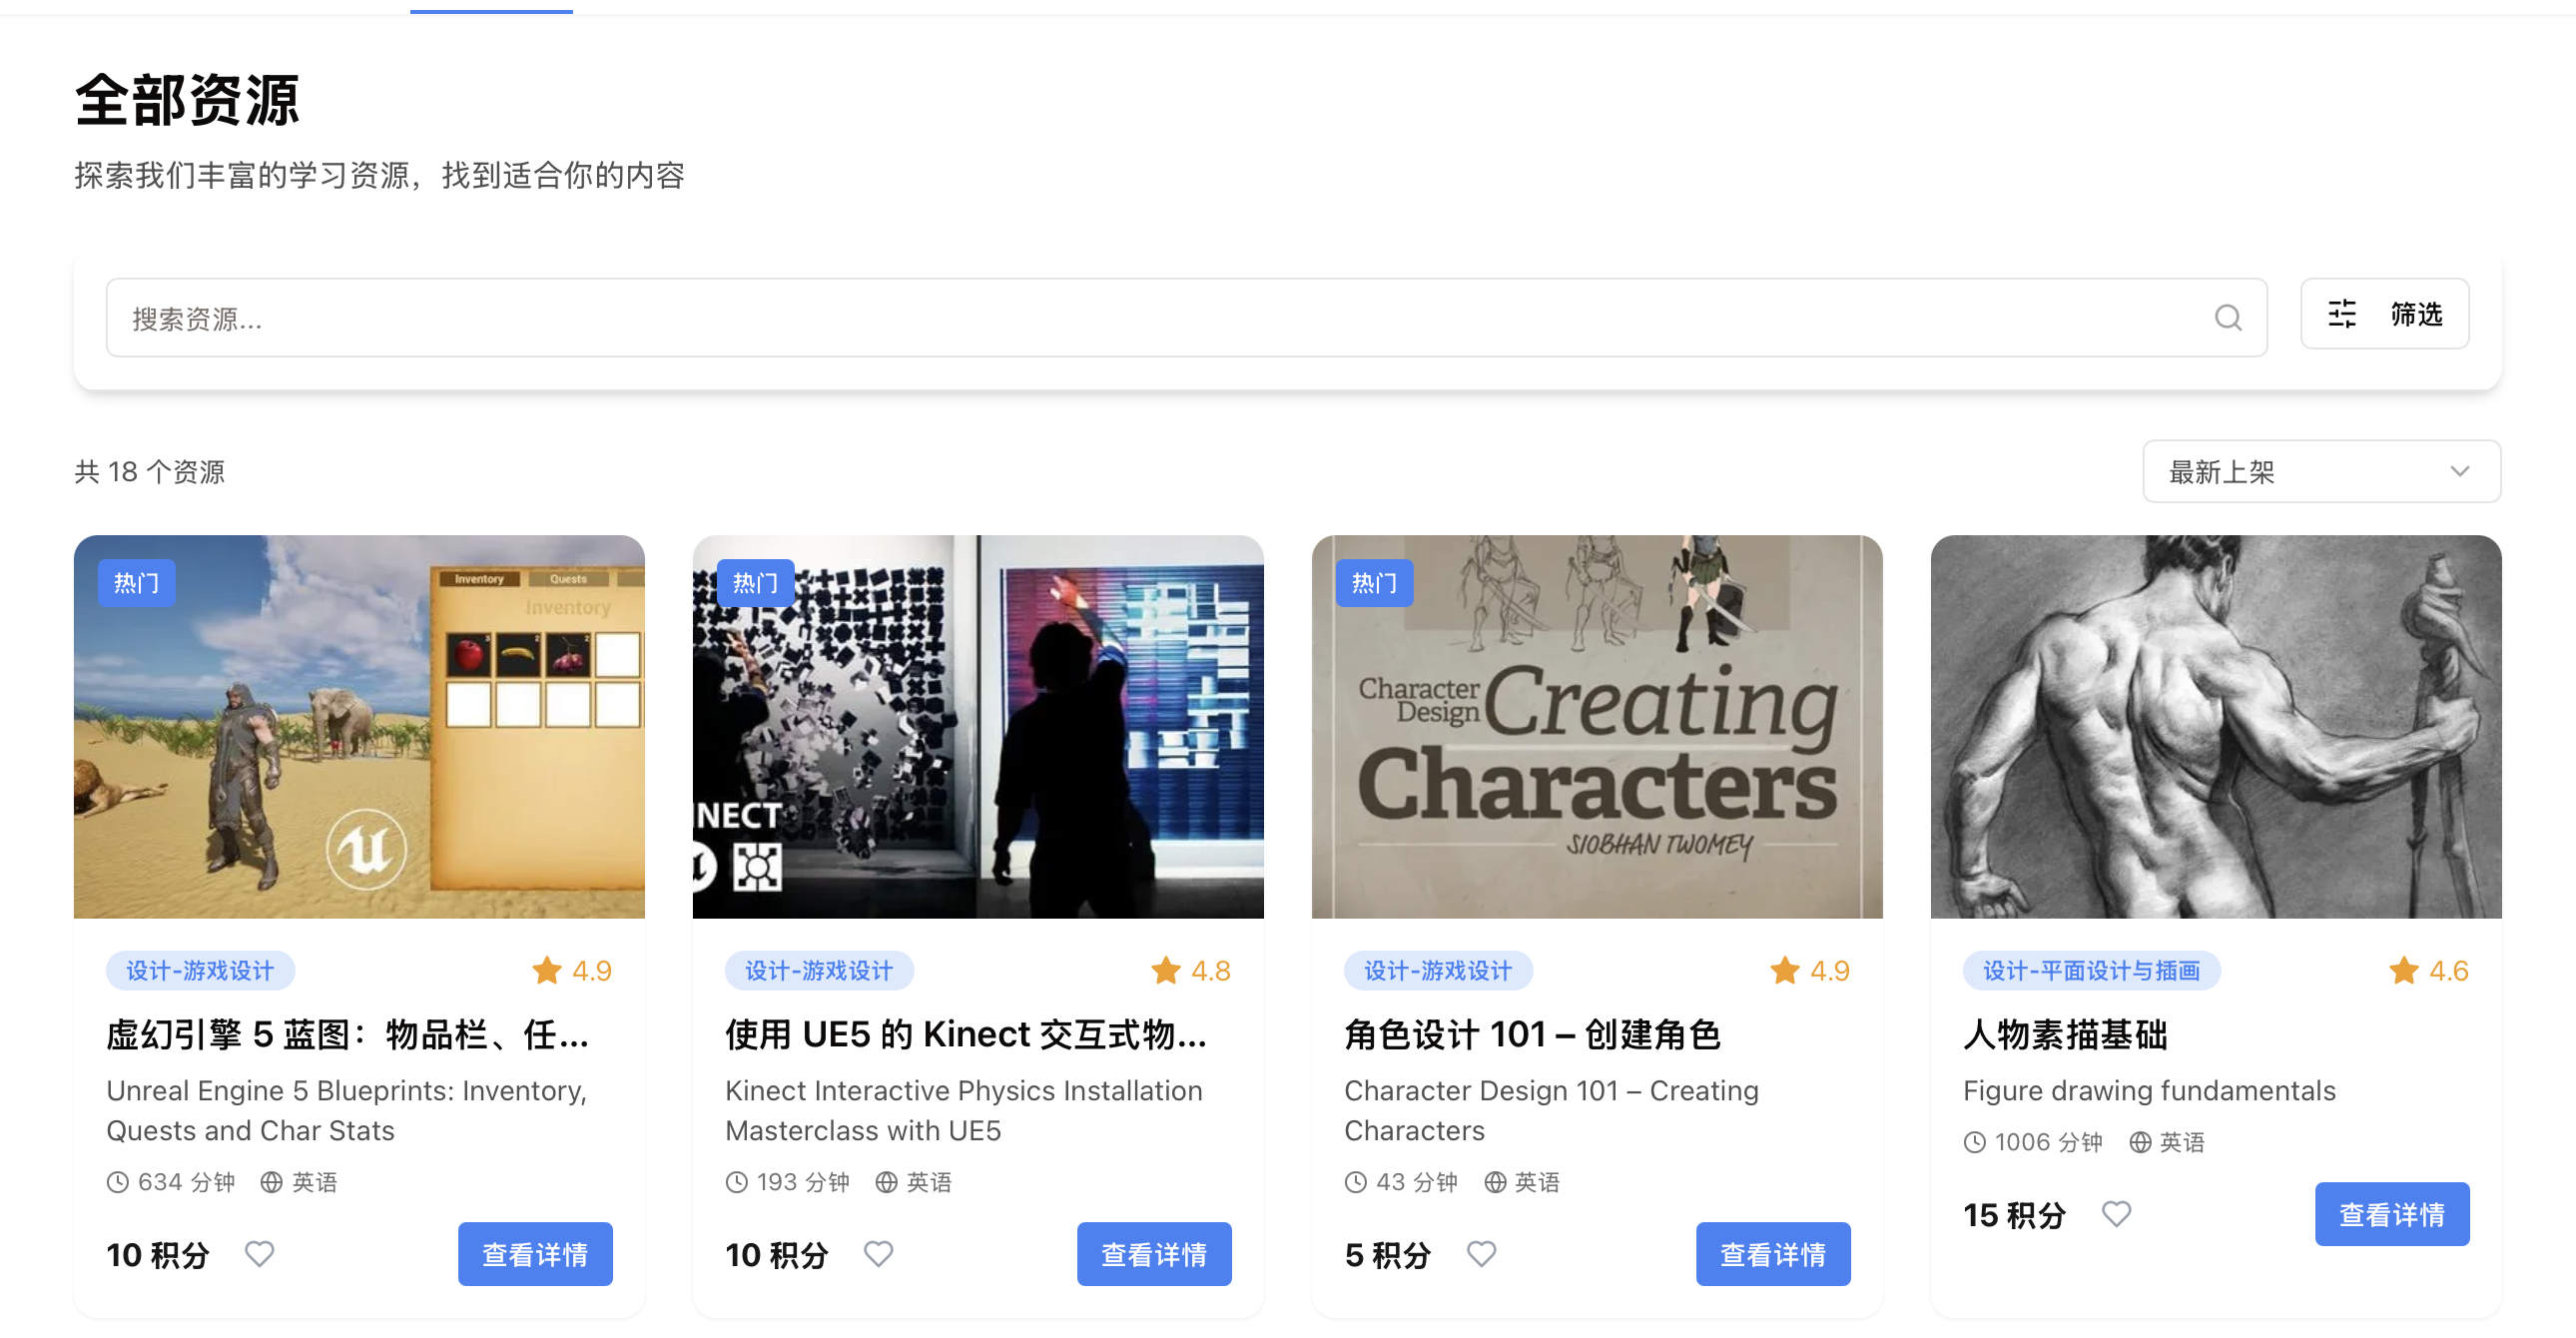 全部资源
探索我们丰富的学习资源，找到适合你的内容
搜索资源...
筛选
共 18 个资源
最新上架
热门
Inventory Quests
Inventory
热门
NECT
热门
Character
Design
Creating
Characters
SIOBHAN TWOMEY
设计-游戏设计
4.9
虚幻引擎 5 蓝图：物品栏、任...
Unreal Engine 5 Blueprints: Inventory,
Quests and Char Stats
634 分钟 英语
10 积分
查看详情
设计-游戏设计
4.8
使用 UE5 的 Kinect 交互式物...
Kinect Interactive Physics Installation
Masterclass with UE5
193 分钟 英语
10 积分
查看详情
设计-游戏设计
4.9
角色设计 101 – 创建角色
Character Design 101 – Creating
Characters
43 分钟 英语
5 积分
查看详情
设计-平面设计与插画
4.6
人物素描基础
Figure drawing fundamentals
1006 分钟 英语
15 积分
查看详情